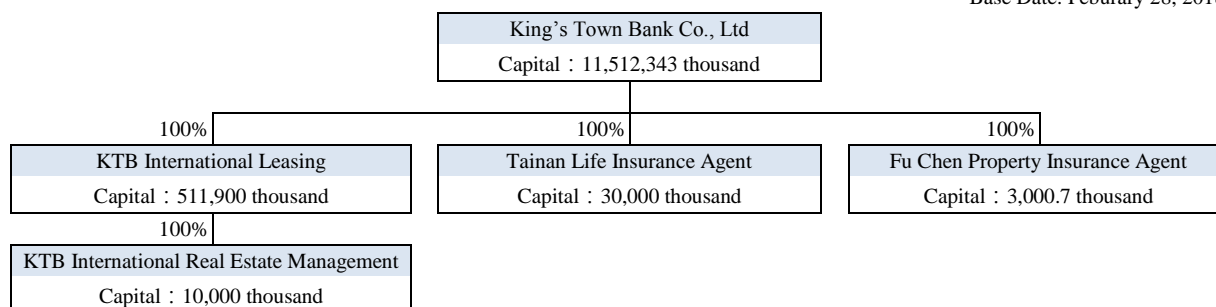 Base Date: Feburary 28, 201
King’s Town Bank Co., Ltd
Capital：11,512,343 thousand
100% 100% 100%
KTB International Leasing Tainan Life Insurance Agent Fu Chen Property Insurance Agent
Capital：511,900 thousand Capital：30,000 thousand Capital：3,000.7 thousand
100%
KTB International Real Estate Management
Capital：10,000 thousand